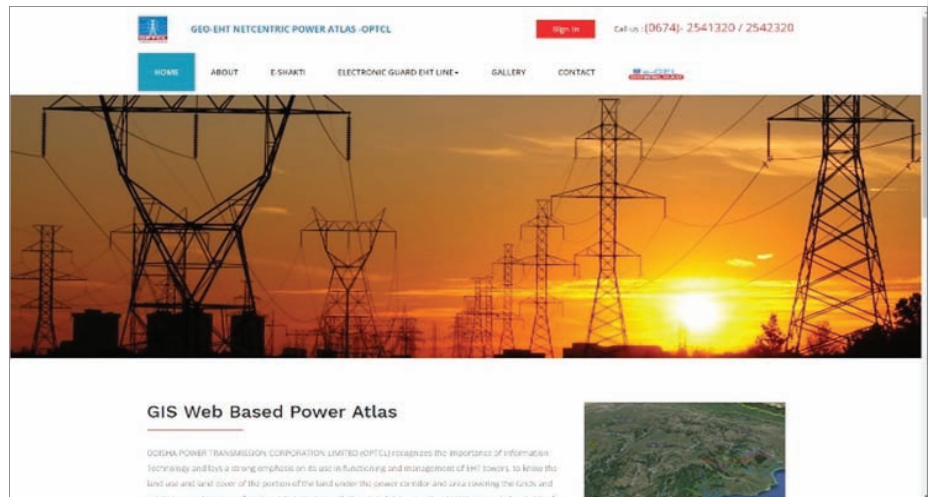 OPTCL
GEO-EHT NETCENTRIC POWER ATLAS -OPTCL
Sign In
Call us : (0674)- 2541320 / 2542320
HOME
ABOUT
E-SHAKTI
ELECTRONIC GUARD EHT LINE
GALLERY
CONTACT
GIS Web Based Power Atlas
ODISHA POWER TRANSMISSION CORPORATION LIMITED (OPTCL) recognizes the importance of Information
Technology and lays a strong emphasis on its use in functioning and management of EHT towers, to know the
land use and land cover of the portion of the land under the power corridor and area covering the lands and